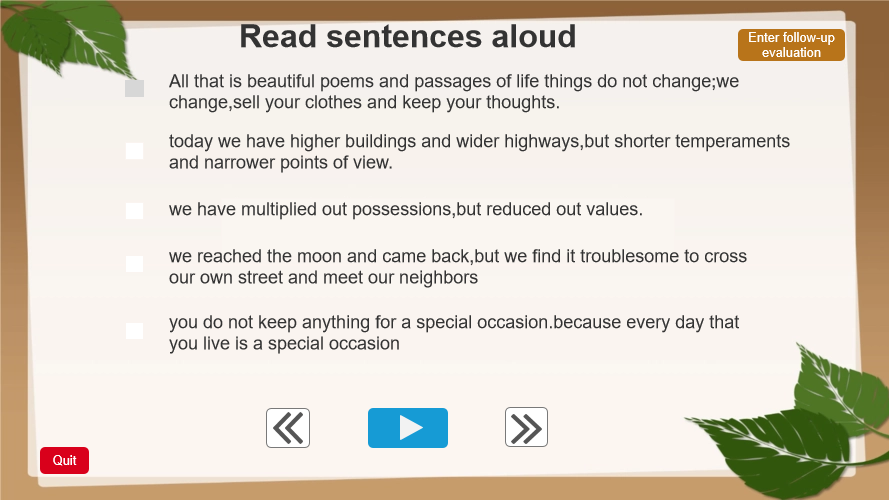 Read sentences aloud
Enter follow-up
evaluation
All that is beautiful poems and passages of life things do not change;we
change,sell your clothes and keep your thoughts.
today we have higher buildings and wider highways,but shorter temperaments
and narrower points of view.
we have multiplied out possessions,but reduced out values.
we reached the moon and came back,but we find it troublesome to cross
our own street and meet our neighbors
you do not keep anything for a special occasion.because every day that
you live is a special occasion
Quit